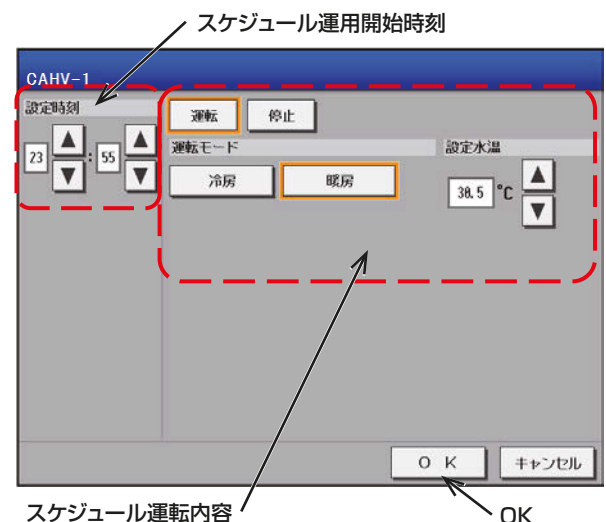 スケジュール運用開始時刻
CAHV-1
設定時刻
運転 停止
運転モード 設定水温
23 : 55
冷房 暖房
38.5 °C
OK キャンセル
スケジュール運転内容 OK